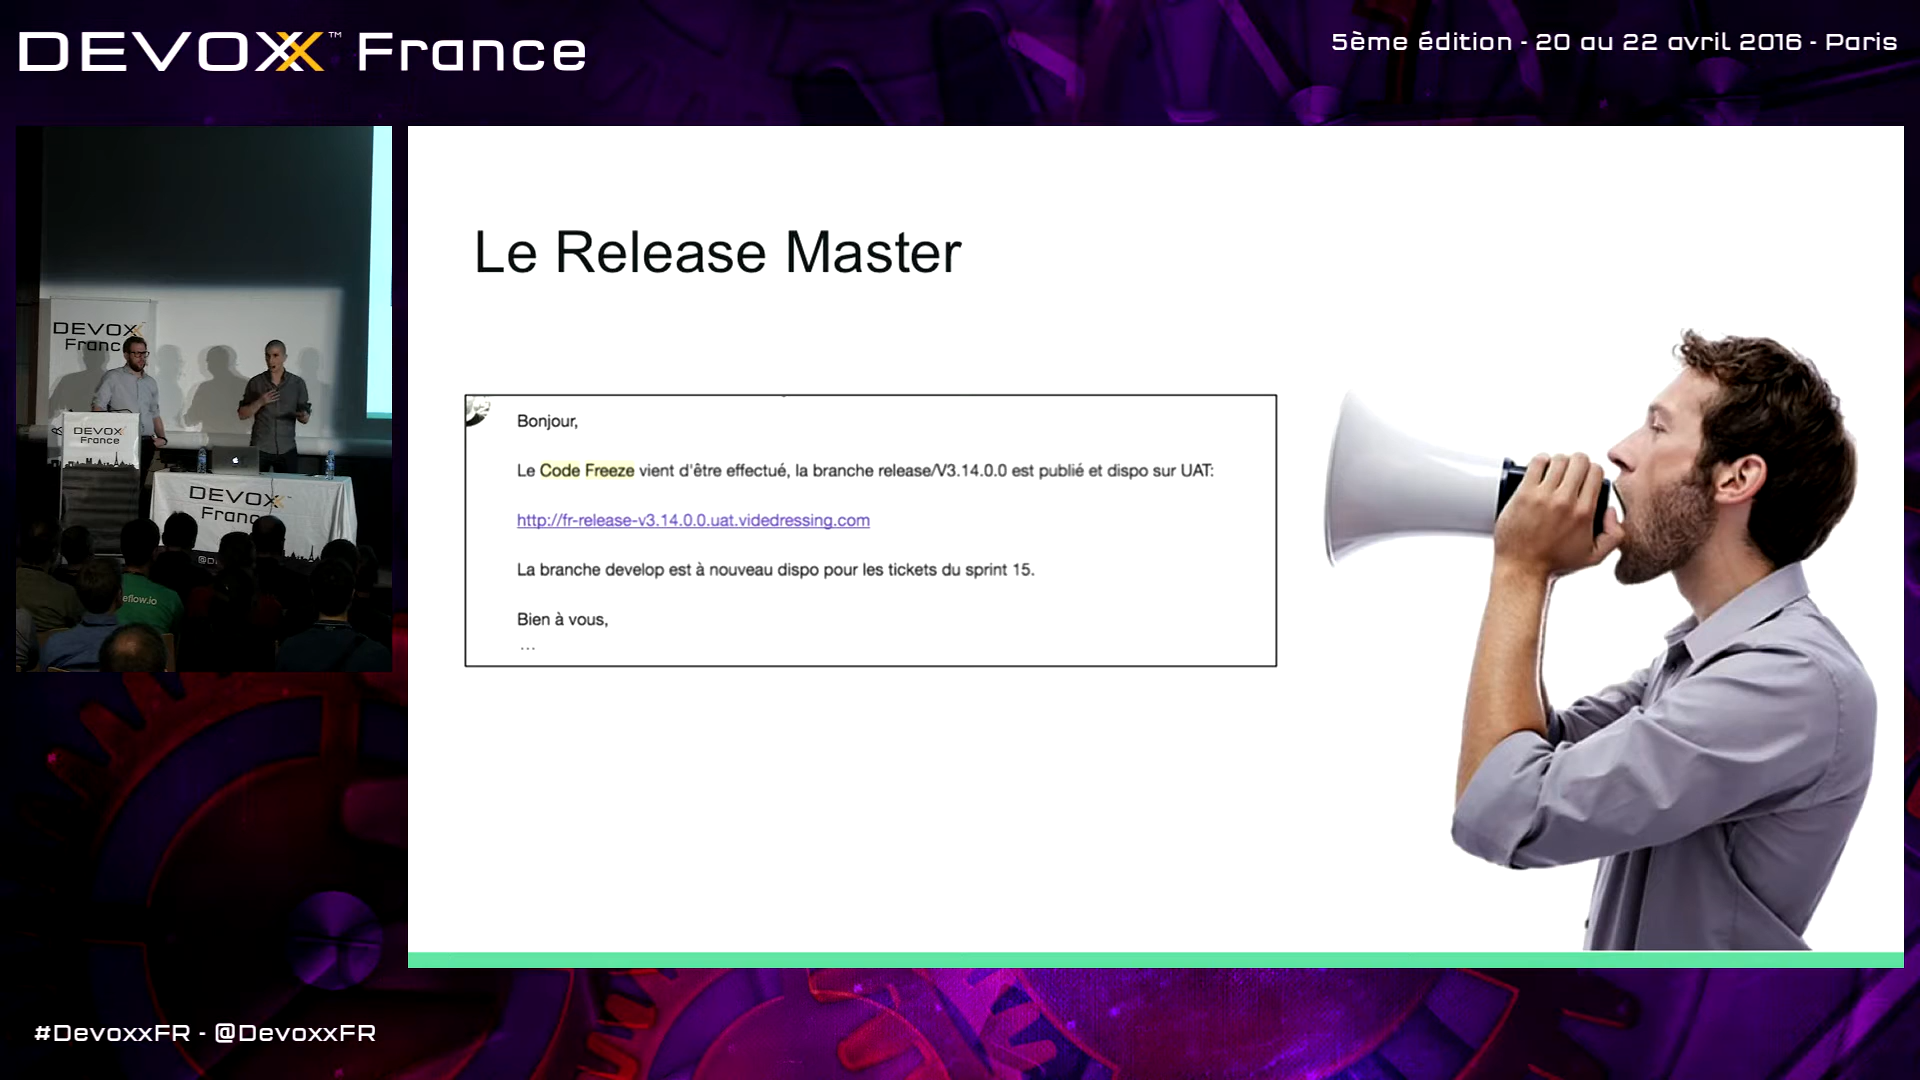 DEVOXX™ France
5ème édition - 20 au 22 avril 2016 - Paris
DEVOXX
France
DEVOXX
France
DEVOXX
France
eflow.io
Le Release Master
Bonjour,
Le Code Freeze vient d'être effectué, la branche release/V3.14.0.0 est publié et dispo sur UAT:
http://fr-release-v3.14.0.0.uat.videdressing.com
La branche develop est à nouveau dispo pour les tickets du sprint 15.
Bien à vous,
...
#DevoxxFR - @DevoxxFR